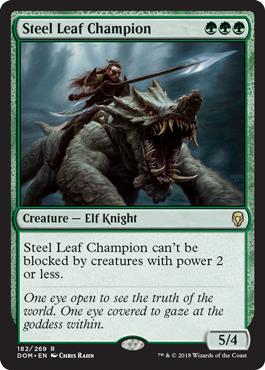 Steel Leaf Champion
Creature — Elf Knight
Steel Leaf Champion can't be
blocked by creatures with power 2
or less.
One eye open to see the truth of the
world. One eye covered to gaze at the
goddess within.
5/4
182/269 R
DOM • EN Chris Rahn
™ & © 2018 Wizards of the Coast